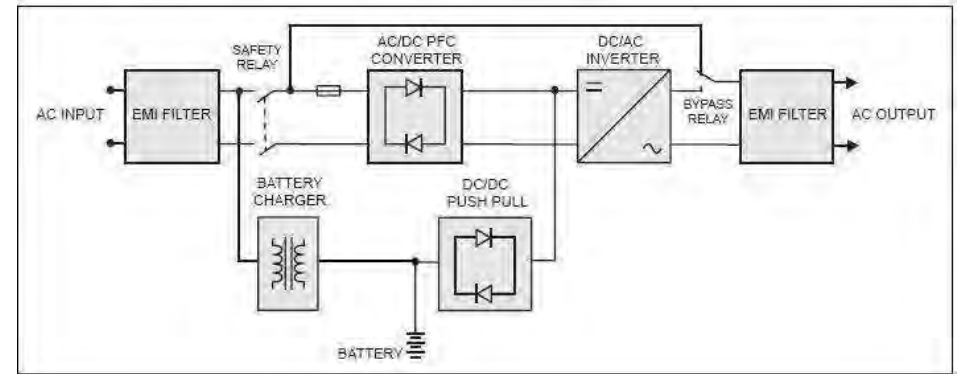 SAFETY
RELAY
AC/DC PFC
CONVERTER
DC/AC
INVERTER
AC INPUT
EMI FILTER
BYPASS
RELAY
EMI FILTER
AC OUTPUT
BATTERY
CHARGER
DC/DC
PUSH PULL
BATTERY